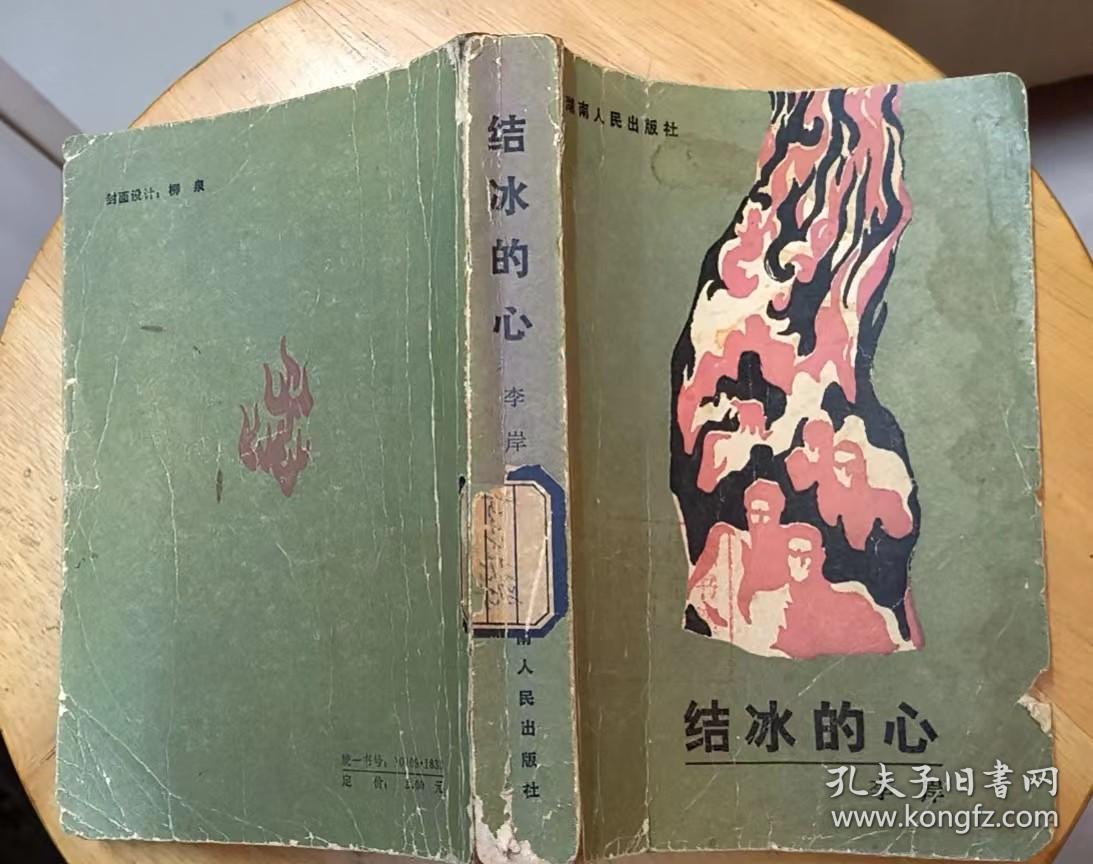 封面设计：柳 泉
统一书号：
定 价： 元
结冰的心
李岸
南人民出版社
湖南人民出版社
结冰的心
李岸
孔夫子旧书网
www.kongfz.com